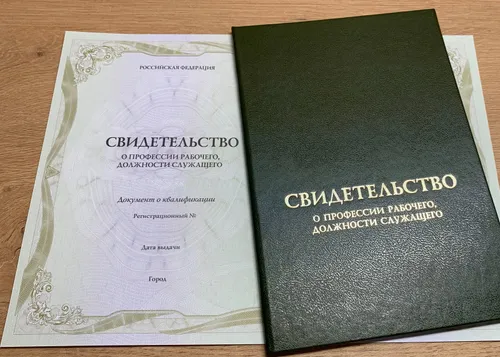 РОССИЙСКАЯ ФЕДЕРАЦИЯ
СВИДЕТЕЛЬСТВО
О ПРОФЕССИИ РАБОЧЕГО,
ДОЛЖНОСТИ СЛУЖАЩЕГО
Документ о квалификации
Регистрационный №
Дата выдачи
Город
СВИДЕТЕЛЬСТВО
О ПРОФЕССИИ РАБОЧЕГО,
ДОЛЖНОСТИ СЛУЖАЩЕГО